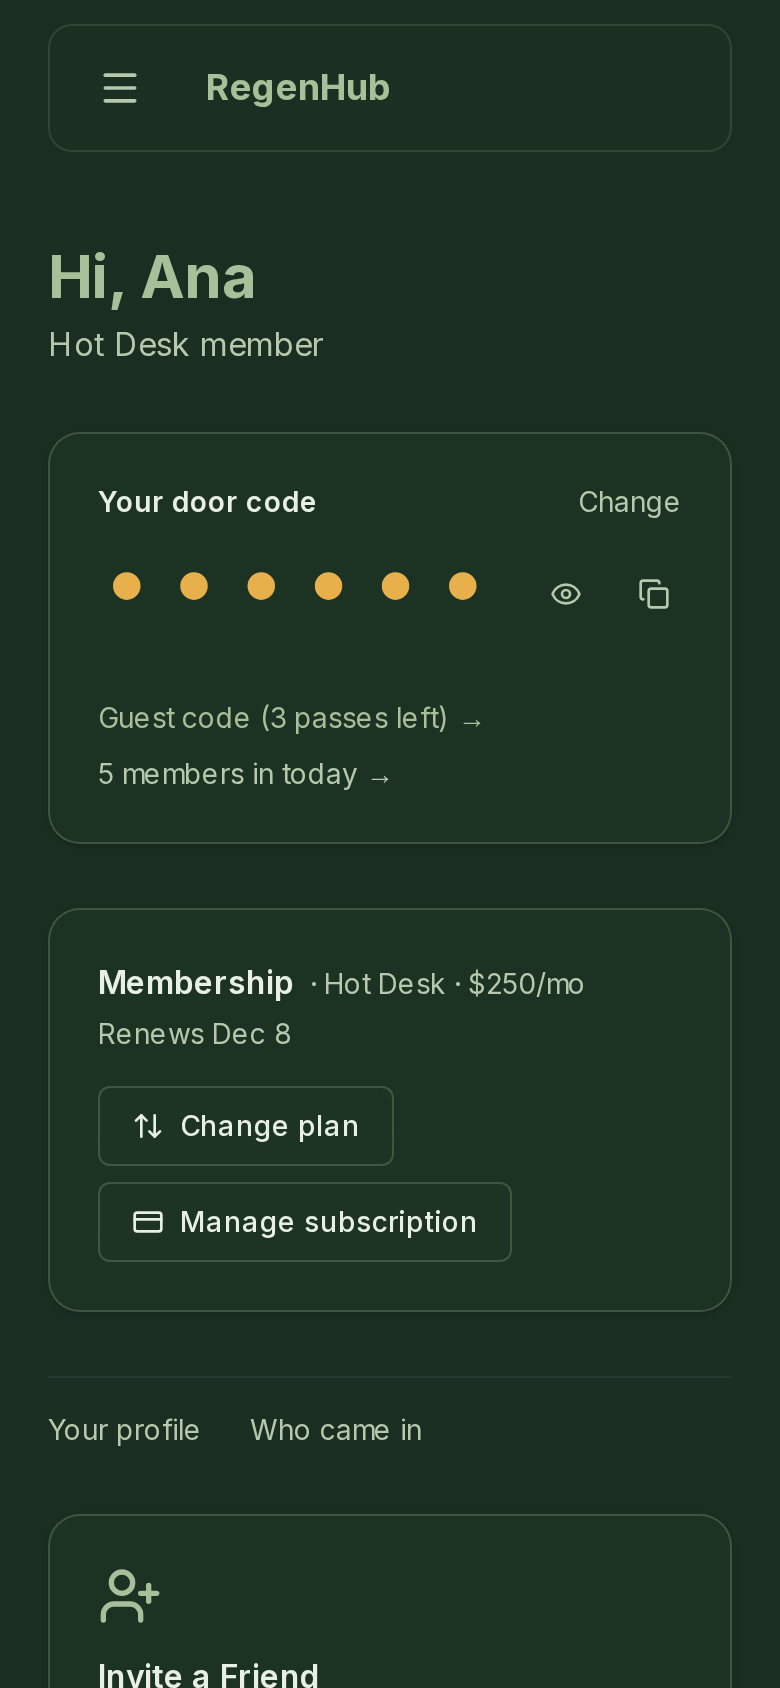 RegenHub
Hi, Ana
Hot Desk member
Your door code
Change
Guest code (3 passes left) →
5 members in today →
Membership · Hot Desk · $250/mo
Renews Dec 8
Change plan
Manage subscription
Your profile
Who came in
Invite a Friend